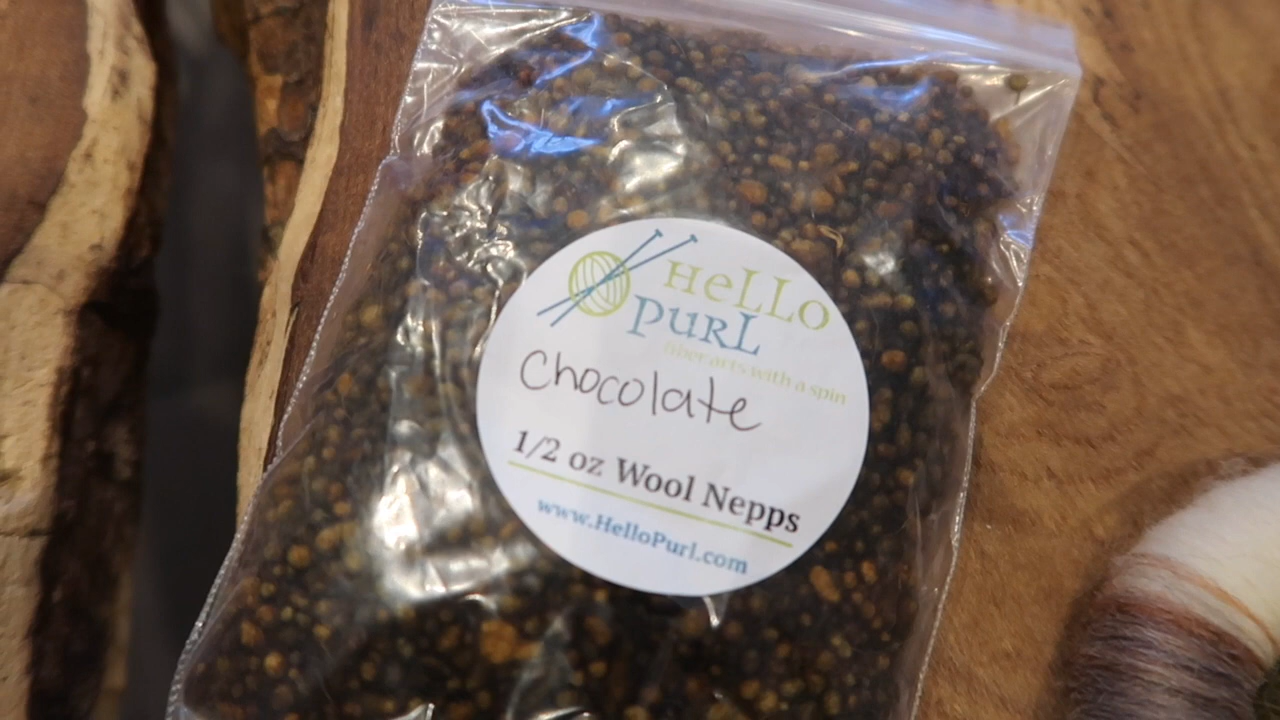 HeLLO
PURL
fiber arts with a spin
Chocolate
1/2 oz Wool Nepps
www.HelloPurl.com